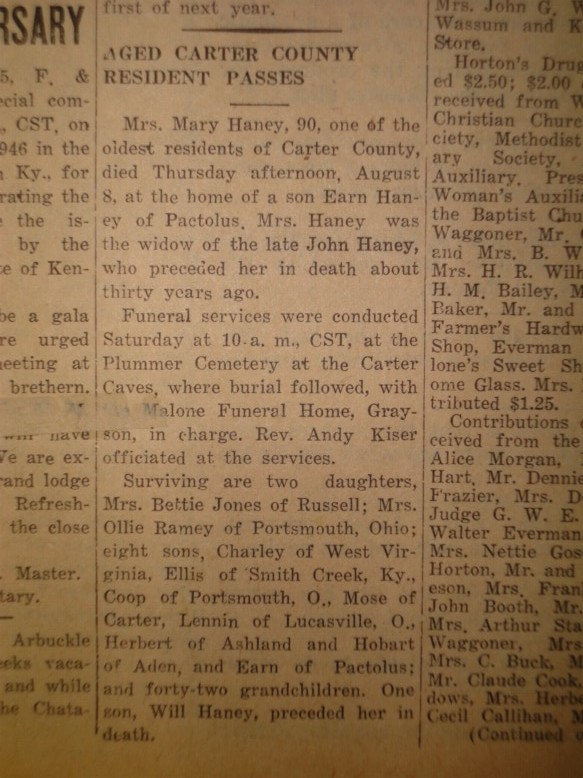 RSARY
5, F. &
ecial com-
., CST, on
946 in the
n Ky., for
rating the
e the is-
by the
te of Ken-
be a gala
re urged
meeting at
brethern.
will have
We are ex-
rand lodge
Refresh-
the close
. Master.
tary.
Arbuckle
eeks vaca-
and while
he Chata-
first of next year.
AGED CARTER COUNTY
RESIDENT PASSES
Mrs. Mary Haney, 90, one of the
oldest residents of Carter County,
died Thursday afternoon, August
8, at the home of a son Earn Han-
ey of Pactolus. Mrs. Haney was
the widow of the late John Haney,
who preceded her in death about
thirty years ago.
Funeral services were conducted
Saturday at 10 a. m., CST, at the
Plummer Cemetery at the Carter
Caves, where burial followed, with
Malone Funeral Home, Gray-
son, in charge. Rev. Andy Kiser
officiated at the services.
Surviving are two daughters,
Mrs. Bettie Jones of Russell; Mrs.
Ollie Ramey of Portsmouth, Ohio;
eight sons, Charley of West Vir-
ginia, Ellis of Smith Creek, Ky.,
Coop of Portsmouth, O., Mose of
Carter, Lennin of Lucasville, O.,
Herbert of Ashland and Hobart
of Aden, and Earn of Pactolus;
and forty-two grandchildren. One
son, Will Haney, preceded her in
death.
Mrs. John G. W
Wassum and K
Store.
Horton's Drug
ed $2.50; $2.00
received from W
Christian Churc
ciety, Methodist
ary Society,
Auxiliary, Pres
Woman's Auxilia
the Baptist Chu
Waggoner, Mr. C
and Mrs. B. W
Mrs. H. R. Wilh
H. M. Bailey, M
Baker, Mr. and
Farmer's Hardw
Shop, Everman
lone's Sweet Sh
ome Glass. Mrs.
tributed $1.25.
Contributions
ceived from the
Alice Morgan,
Hart, Mr. Dennie
Frazier, Mrs. D
Judge G. W. E.
Walter Everman
Mrs. Nettie Gos
Horton, Mr. and
eson, Mrs. Fran
John Booth, Mr.
Mrs. Arthur Sta
Waggoner, Mrs
Mrs. C. Buck, M
Mr. Claude Cook,
dows, Mrs. Herbe
Cecil Callihan, M
(Continued